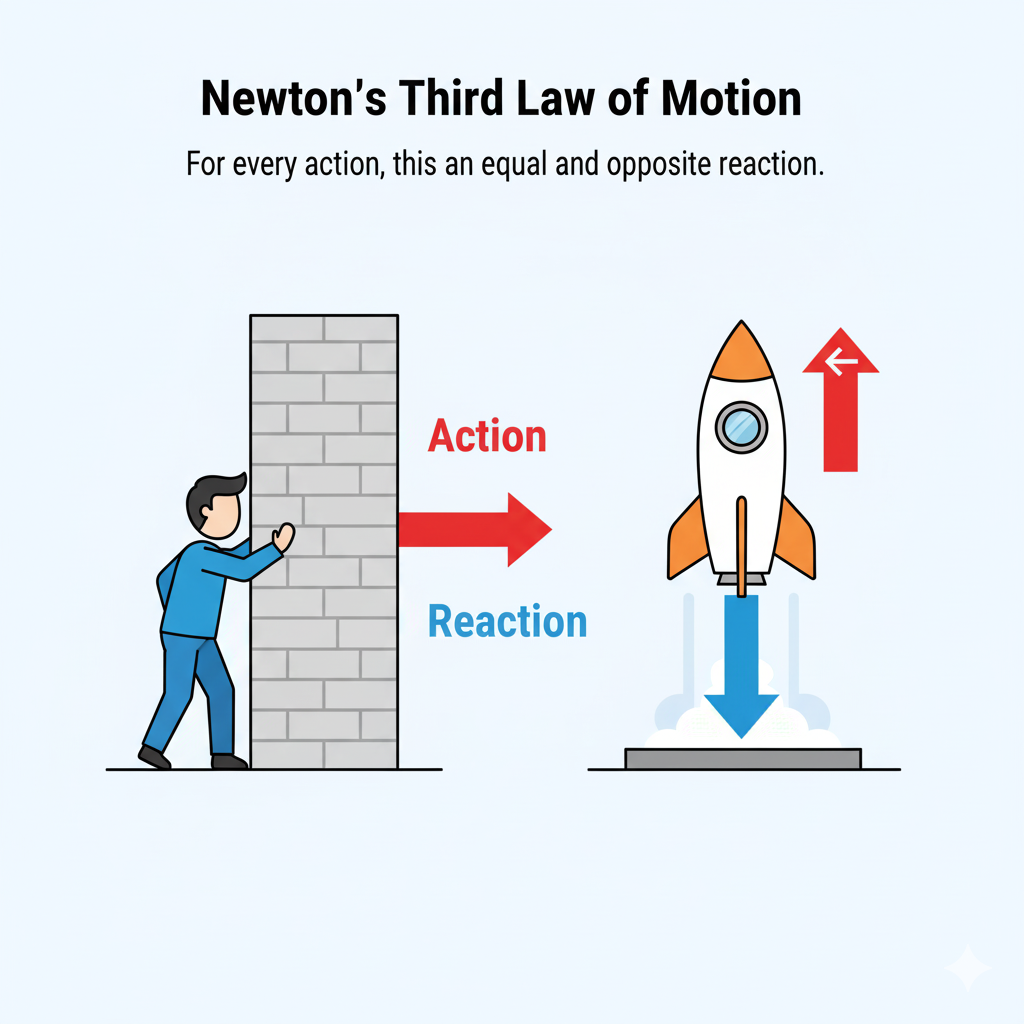 Newton's Third Law of Motion
For every action, this an equal and opposite reaction.
Action
Reaction